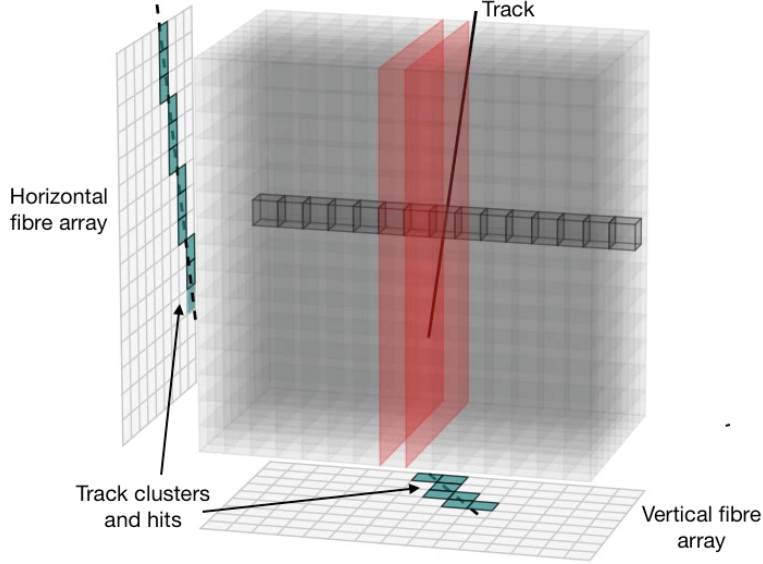 Track
Horizontal
fibre array
Track clusters
and hits
Vertical fibre
array